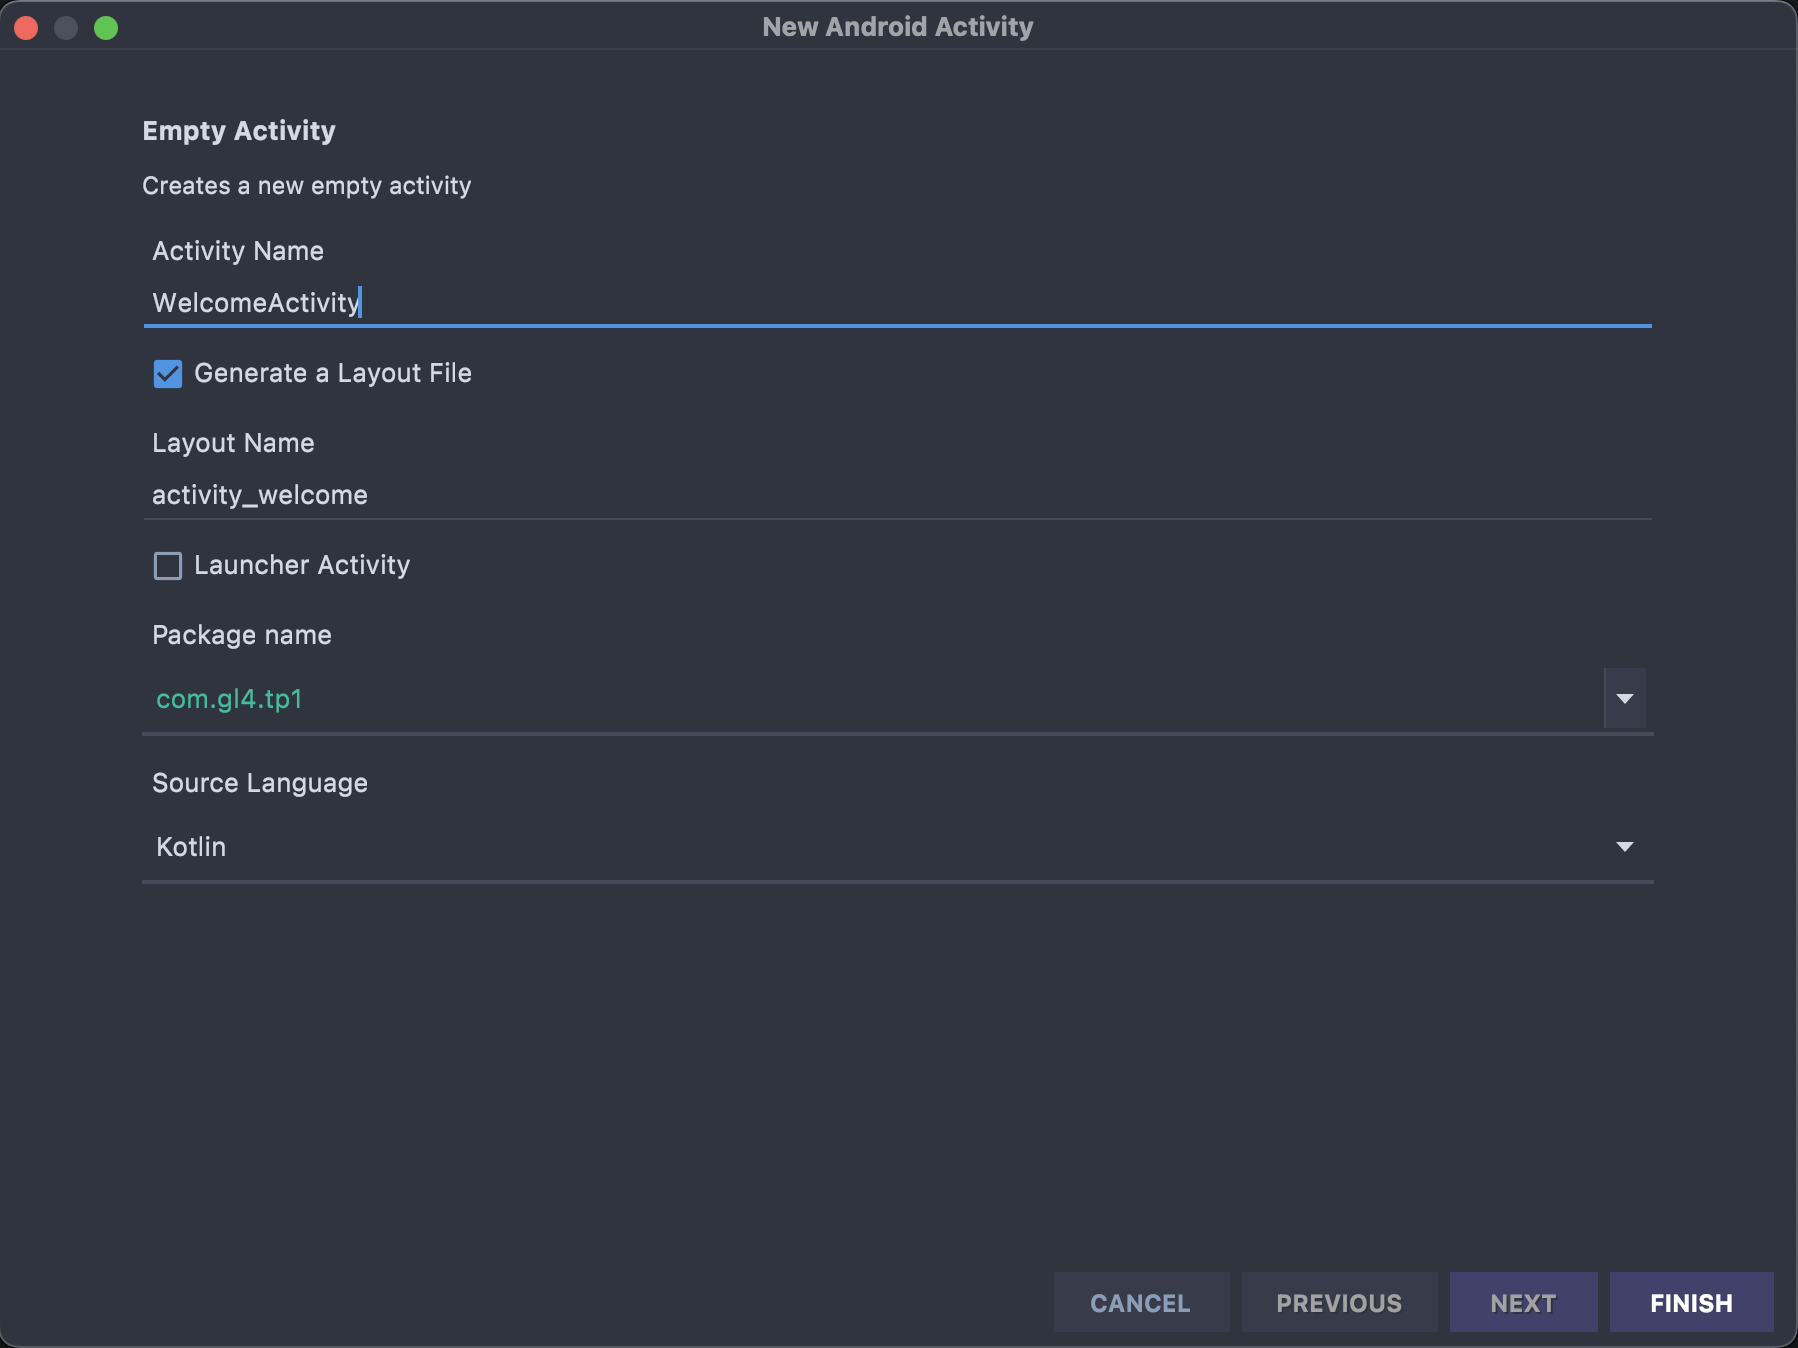 New Android Activity
Empty Activity
Creates a new empty activity
Activity Name
WelcomeActivity
Generate a Layout File
Layout Name
activity_welcome
Launcher Activity
Package name
com.gl4.tp1
Source Language
Kotlin
CANCEL PREVIOUS NEXT FINISH